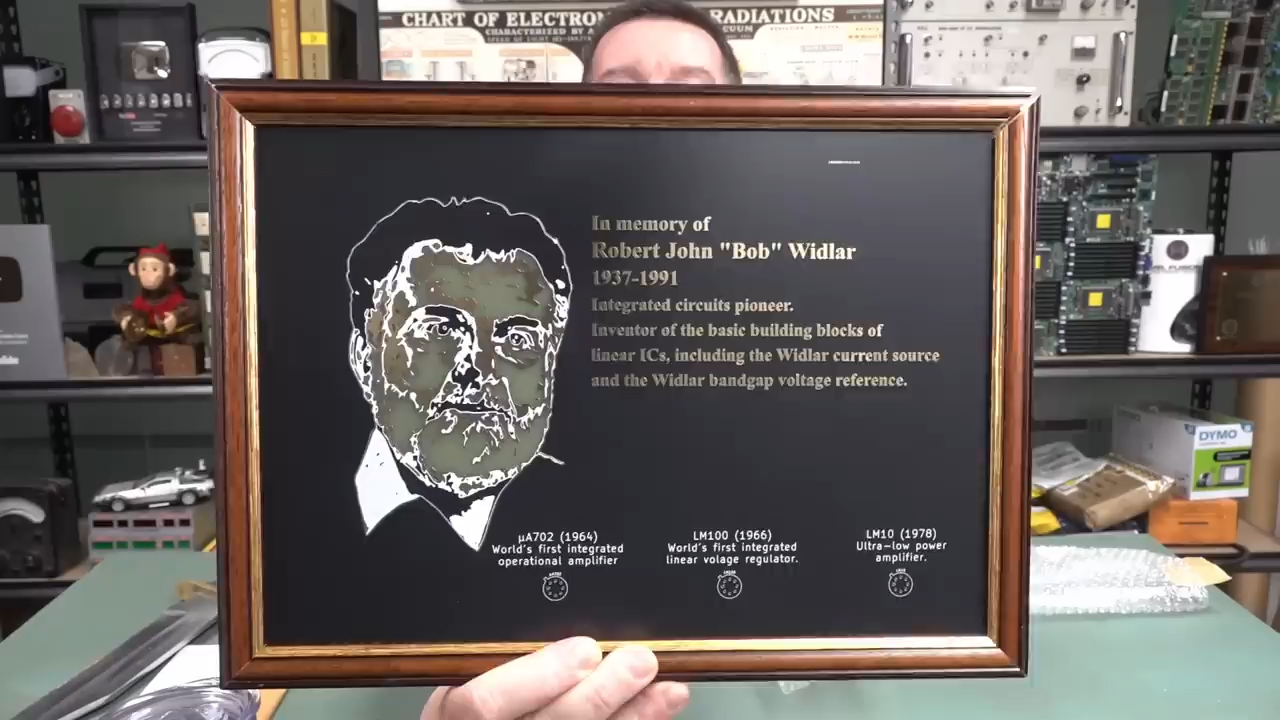 CHART OF ELECTRO RADIATIONS
CHARACTERIZED BY
In memory of
Robert John "Bob" Widlar
1937-1991
Integrated circuits pioneer.
Inventor of the basic building blocks of
linear ICs, including the Widlar current source
and the Widlar bandgap voltage reference.
µA702 (1964)
World's first integrated
operational amplifier
LM100 (1966)
World's first integrated
linear volage regulator.
LM10 (1978)
Ultra-low power
amplifier.
DYMO